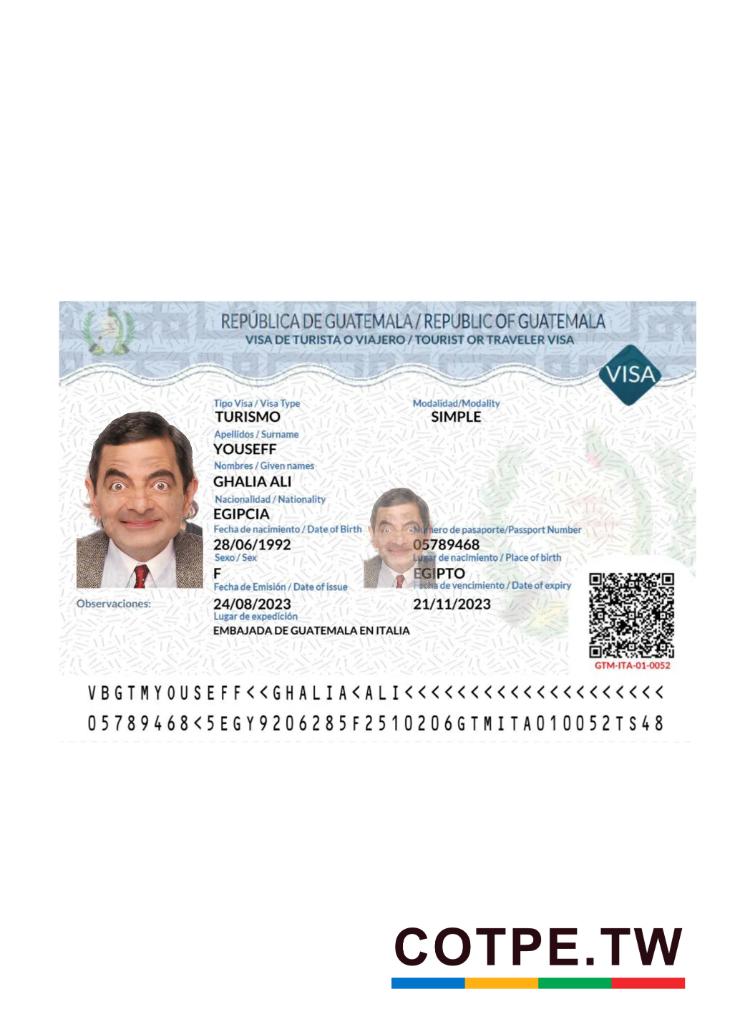 REPÚBLICA DE GUATEMALA / REPUBLIC OF GUATEMALA
VISA DE TURISTA O VIAJERO / TOURIST OR TRAVELER VISA
VISA
Tipo Visa / Visa Type
TURISMO
Modalidad/Modality
SIMPLE
Apellidos / Surname
YOUSEFF
Nombres / Given names
GHALIA ALI
Nacionalidad / Nationality
EGIPCIA
Fecha de nacimiento / Date of Birth
28/06/1992
Número de pasaporte/Passport Number
05789468
Sexo / Sex
F
Lugar de nacimiento / Place of birth
EGIPTO
Fecha de Emisión / Date of issue
24/08/2023
Fecha de vencimiento / Date of expiry
21/11/2023
Observaciones:
Lugar de expedición
EMBAJADA DE GUATEMALA EN ITALIA
GTM-ITA-01-0052
VBGTMYOUSEFF<<GHALIA<ALI<<<<<<<<<<<<<<<<<<<<
05789468<5EGY9206285F2510206GTMITA010052TS48
COTPE.TW